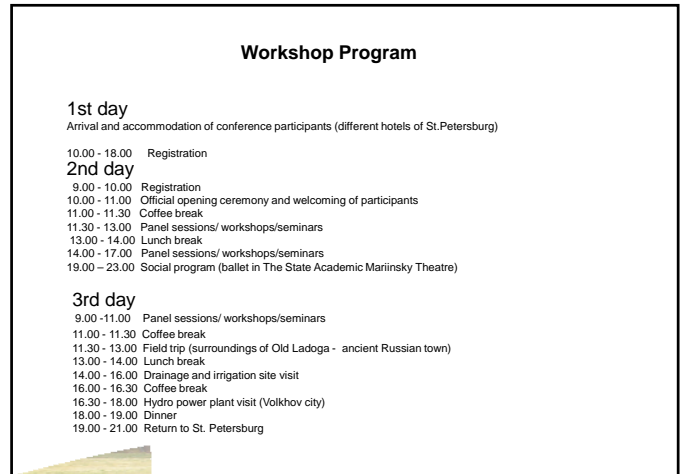 Workshop Program
1st day
Arrival and accommodation of conference participants (different hotels of St.Petersburg)
10.00 - 18.00 Registration
2nd day
9.00 - 10.00 Registration
10.00 - 11.00 Official opening ceremony and welcoming of participants
11.00 - 11.30 Coffee break
11.30 - 13.00 Panel sessions/ workshops/seminars
13.00 - 14.00 Lunch break
14.00 - 17.00 Panel sessions/ workshops/seminars
19.00 – 23.00 Social program (ballet in The State Academic Mariinsky Theatre)
3rd day
9.00 -11.00 Panel sessions/ workshops/seminars
11.00 - 11.30 Coffee break
11.30 - 13.00 Field trip (surroundings of Old Ladoga - ancient Russian town)
13.00 - 14.00 Lunch break
14.00 - 16.00 Drainage and irrigation site visit
16.00 - 16.30 Coffee break
16.30 - 18.00 Hydro power plant visit (Volkhov city)
18.00 - 19.00 Dinner
19.00 - 21.00 Return to St. Petersburg